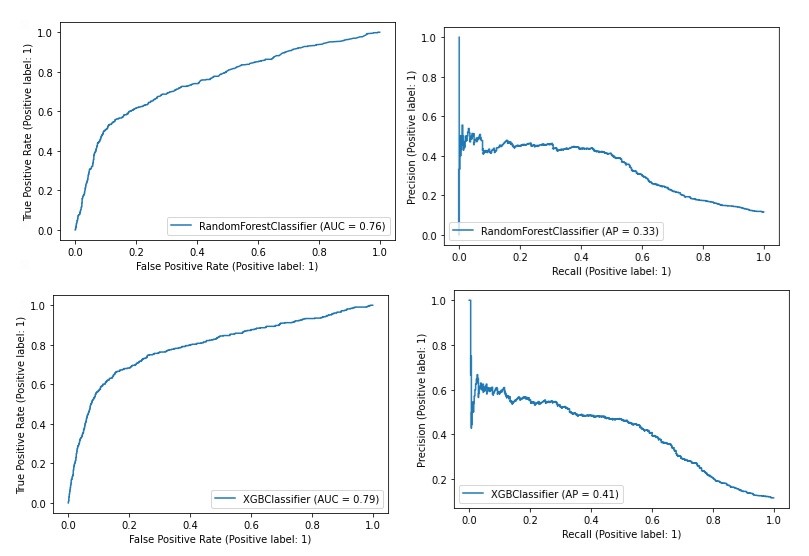 True Positive Rate (Positive label: 1)
1.0
0.8
0.6
0.4
0.2
0.0
RandomForestClassifier (AUC = 0.76)
0.0 0.2 0.4 0.6 0.8 1.0
False Positive Rate (Positive label: 1)
Precision (Positive label: 1)
1.0
0.8
0.6
0.4
0.2
0.0
RandomForestClassifier (AP = 0.33)
0.0 0.2 0.4 0.6 0.8 1.0
Recall (Positive label: 1)
True Positive Rate (Positive label: 1)
1.0
0.8
0.6
0.4
0.2
0.0
XGBClassifier (AUC = 0.79)
0.0 0.2 0.4 0.6 0.8 1.0
False Positive Rate (Positive label: 1)
Precision (Positive label: 1)
1.0
0.8
0.6
0.4
0.2
XGBClassifier (AP = 0.41)
0.0 0.2 0.4 0.6 0.8 1.0
Recall (Positive label: 1)